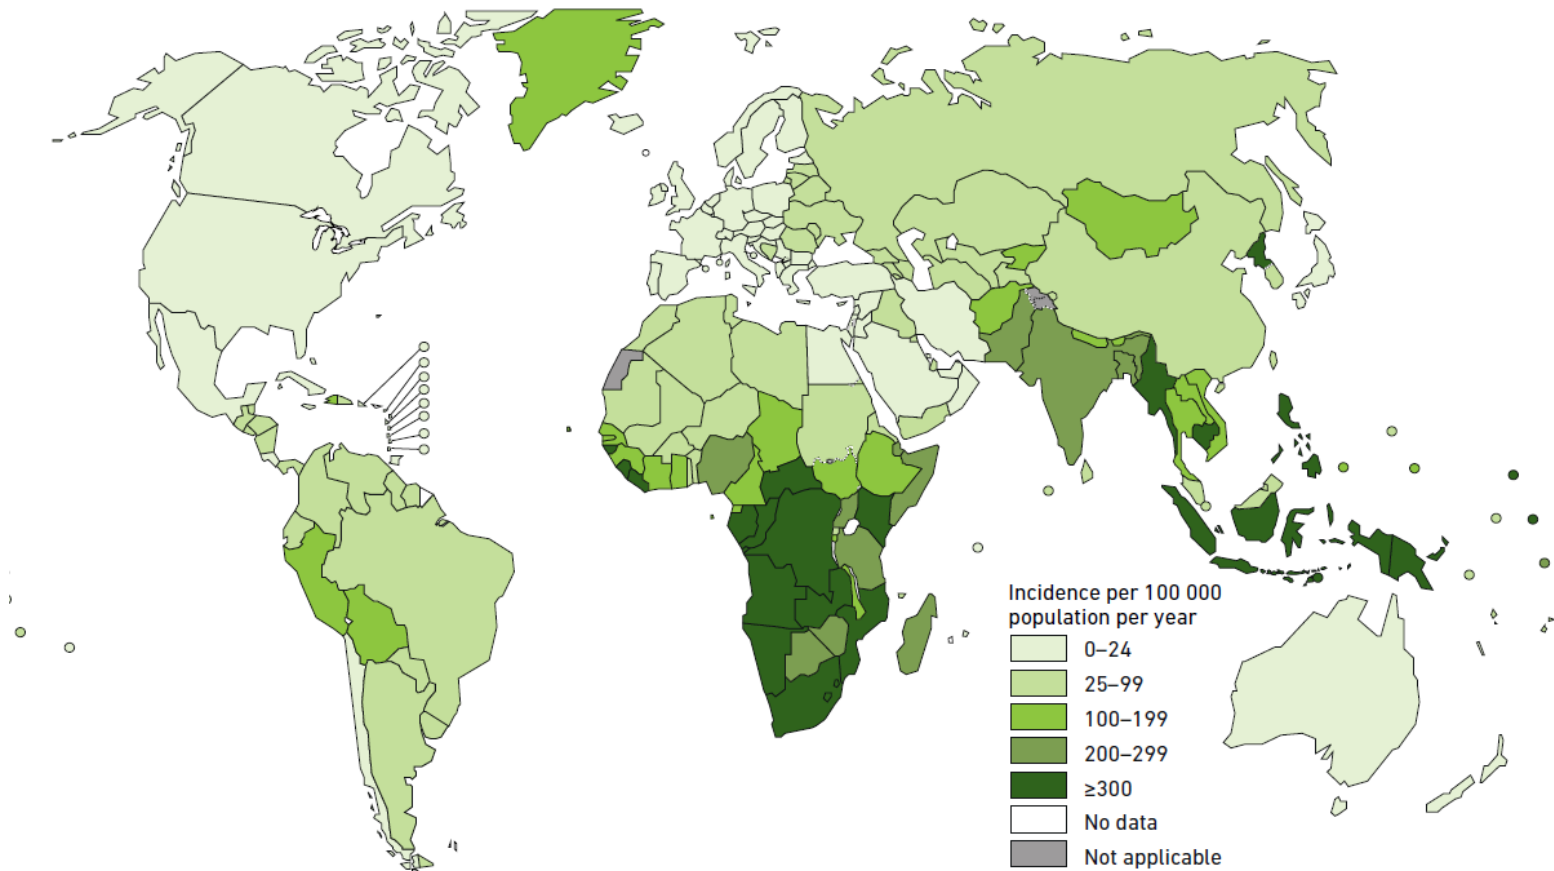 Incidence per 100 000
population per year
0–24
25–99
100–199
200–299
≥300
No data
Not applicable